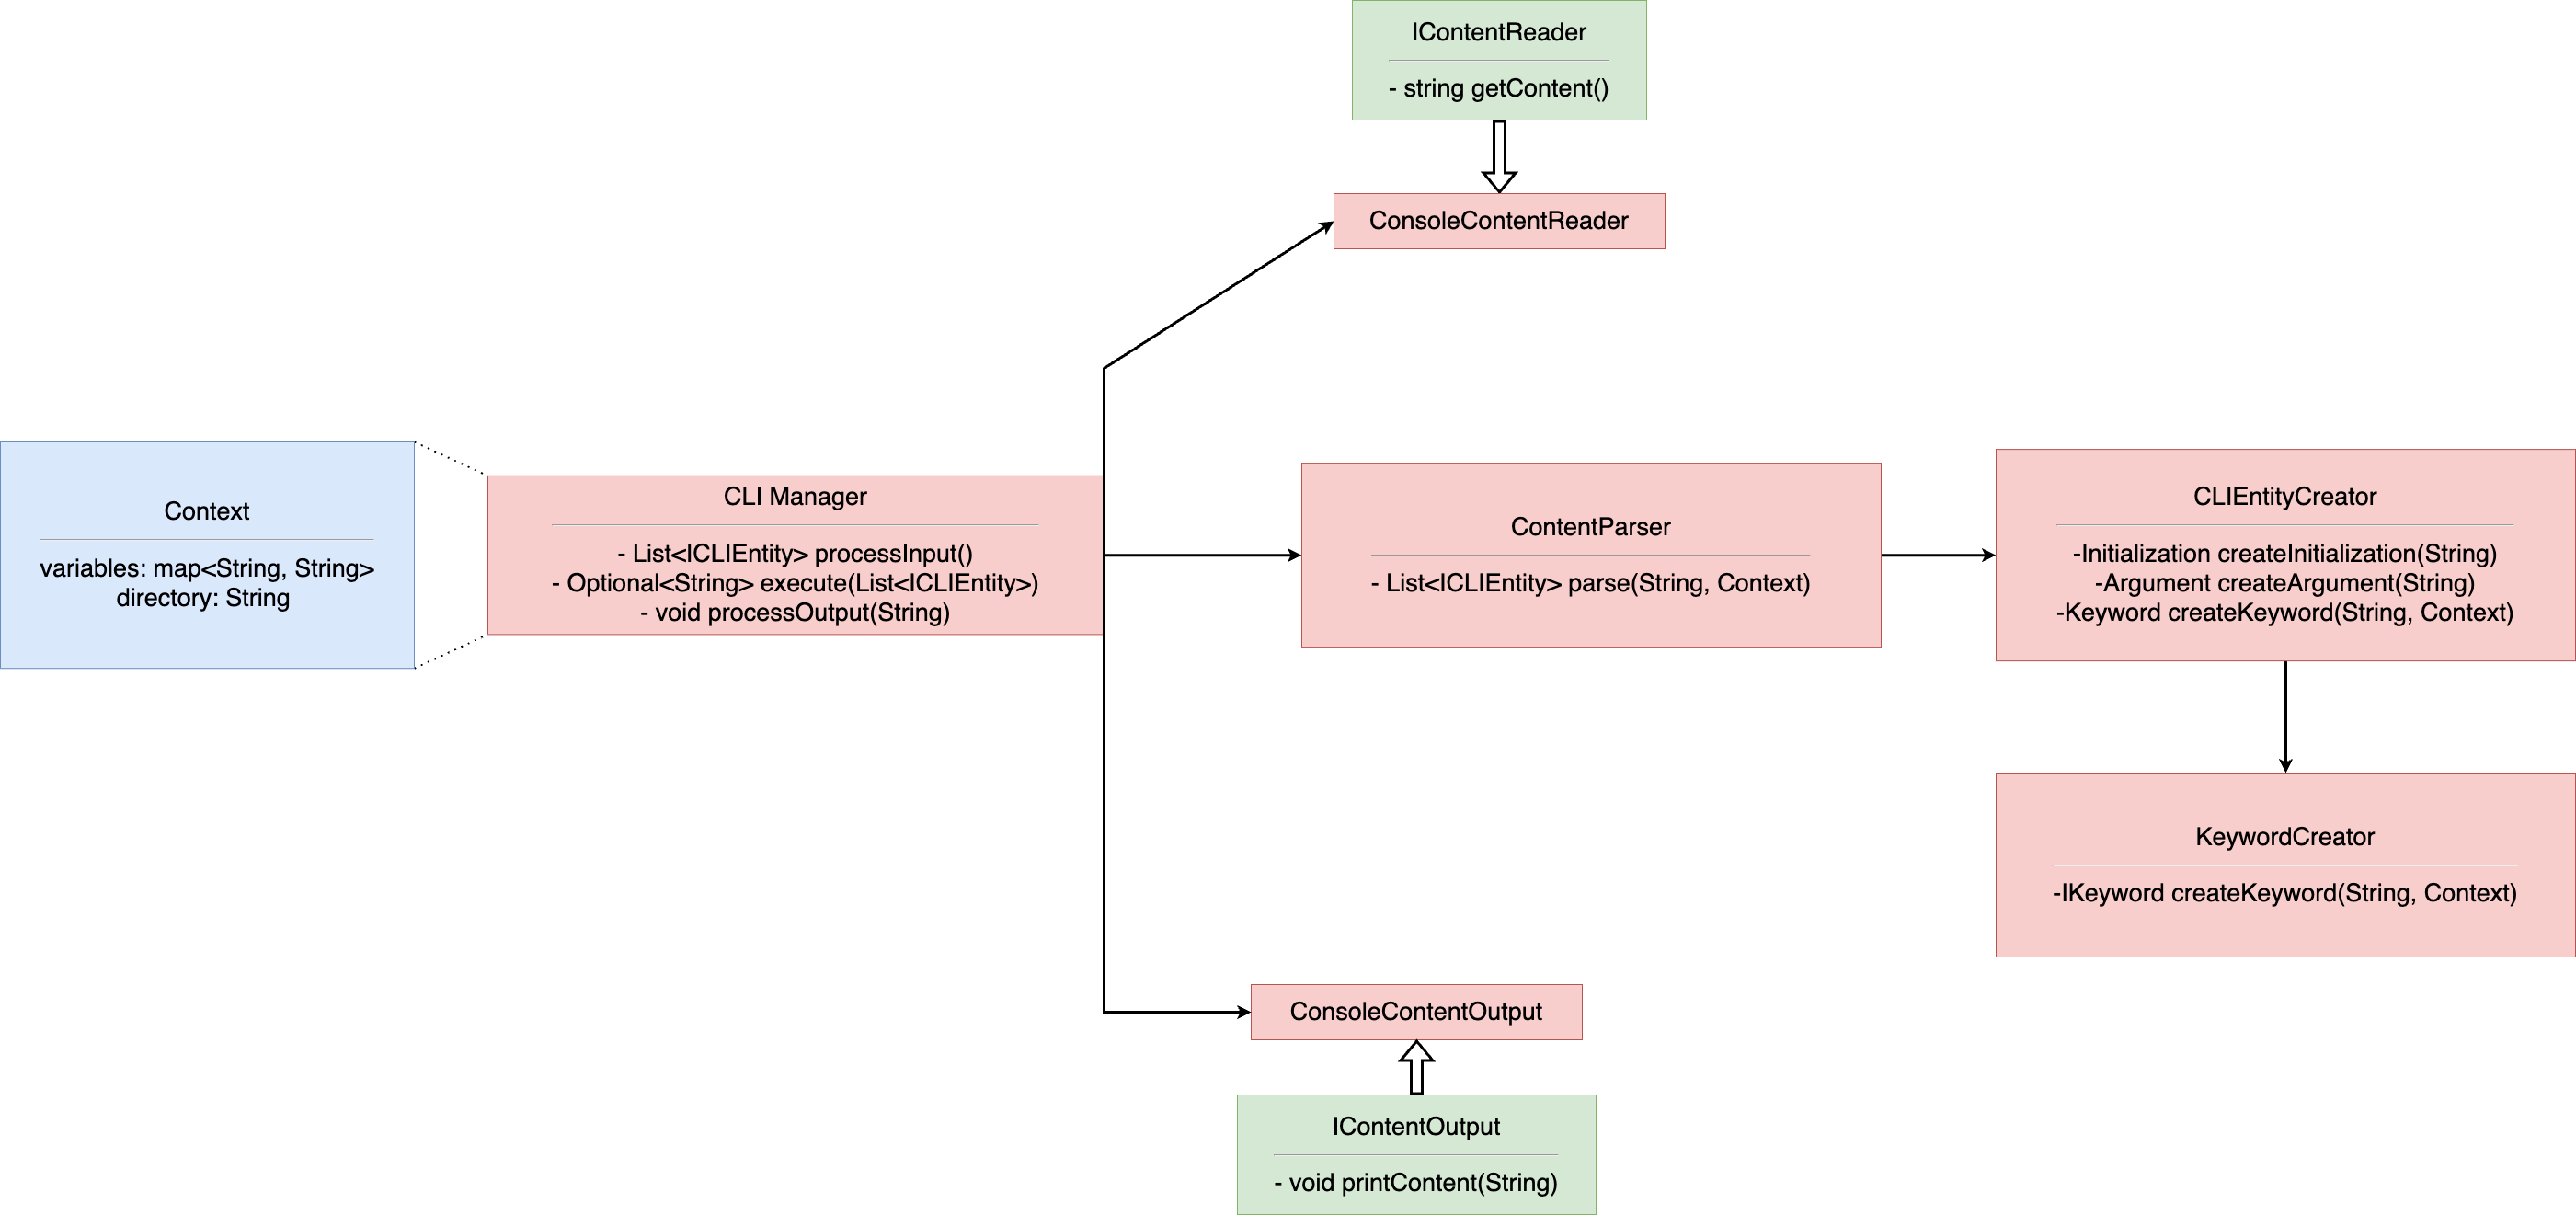 IContentReader
- string getContent()
ConsoleContentReader
Context
variables: map<String, String>
directory: String
CLI Manager
- List<ICLIEntity> processInput()
- Optional<String> execute(List<ICLIEntity>)
- void processOutput(String)
ContentParser
- List<ICLIEntity> parse(String, Context)
CLIEntityCreator
-Initialization createInitialization(String)
-Argument createArgument(String)
-Keyword createKeyword(String, Context)
KeywordCreator
-IKeyword createKeyword(String, Context)
ConsoleContentOutput
IContentOutput
- void printContent(String)